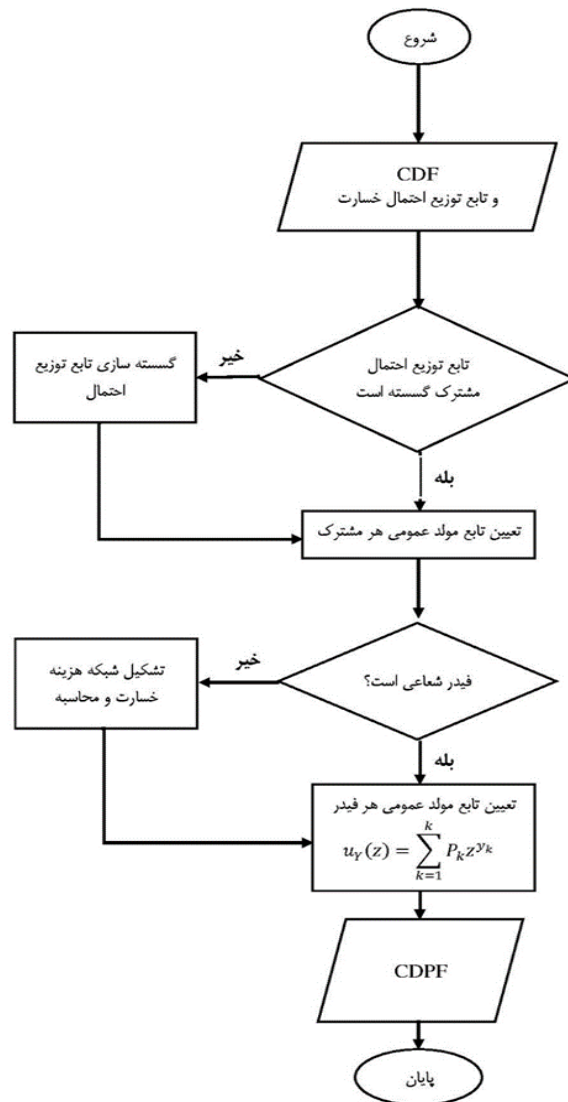 شروع
CDF
و تابع توزیع احتمال خسارت
تابع توزیع احتمال
مشترک گسسته است
خیر
گسسته سازی تابع توزیع
احتمال
بله
تعیین تابع مولد عمومی هر مشترک
فیدر شعاعی است؟
خیر
تشکیل شبکه هزینه
خسارت و محاسبه
بله
تعیین تابع مولد عمومی هر فیدر
u_Y(z) = \sum_{k=1}^{k} P_k z^{y_k}
CDPF
پایان